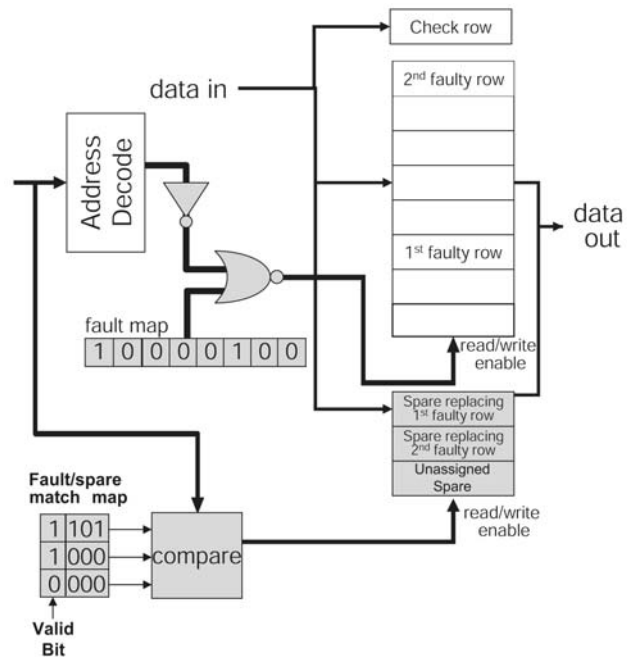 Check row
data in
2nd faulty row
Address
Decode
data
out
1st faulty row
fault map
1 0 0 0 0 1 0 0
read/write
enable
Spare replacing
1st faulty row
Spare replacing
2nd faulty row
Unassigned
Spare
read/write
enable
Fault/spare
match map
1 101
1 000
0 000
compare
Valid
Bit